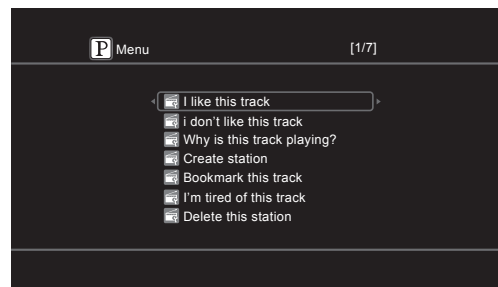 P Menu [1/7]
I like this track
i don't like this track
Why is this track playing?
Create station
Bookmark this track
I'm tired of this track
Delete this station